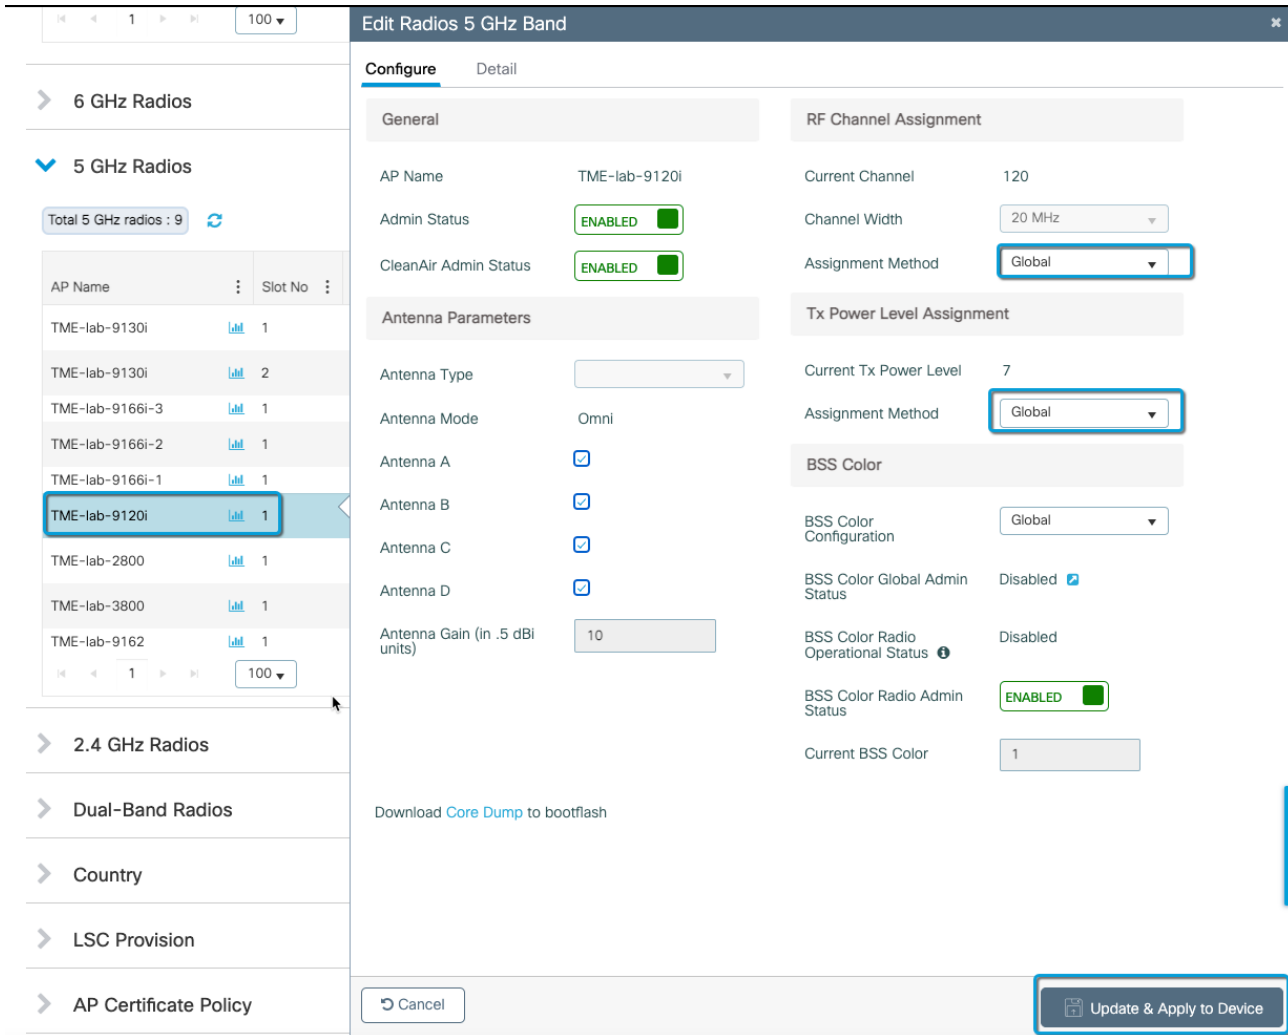 1
100
6 GHz Radios
5 GHz Radios
Total 5 GHz radios : 9
AP Name Slot No
TME-lab-9130i 1
TME-lab-9130i 2
TME-lab-9166i-3 1
TME-lab-9166i-2 1
TME-lab-9166i-1 1
TME-lab-9120i 1
TME-lab-2800 1
TME-lab-3800 1
TME-lab-9162 1
1
100
2.4 GHz Radios
Dual-Band Radios
Country
LSC Provision
AP Certificate Policy
Edit Radios 5 GHz Band
Configure Detail
General
AP Name TME-lab-9120i
Admin Status ENABLED
CleanAir Admin Status ENABLED
Antenna Parameters
Antenna Type
Antenna Mode Omni
Antenna A
Antenna B
Antenna C
Antenna D
Antenna Gain (in .5 dBi
units) 10
Download Core Dump to bootflash
RF Channel Assignment
Current Channel 120
Channel Width 20 MHz
Assignment Method Global
Tx Power Level Assignment
Current Tx Power Level 7
Assignment Method Global
BSS Color
BSS Color
Configuration Global
BSS Color Global Admin
Status Disabled
BSS Color Radio
Operational Status Disabled
BSS Color Radio Admin
Status ENABLED
Current BSS Color 1
Cancel
Update & Apply to Device